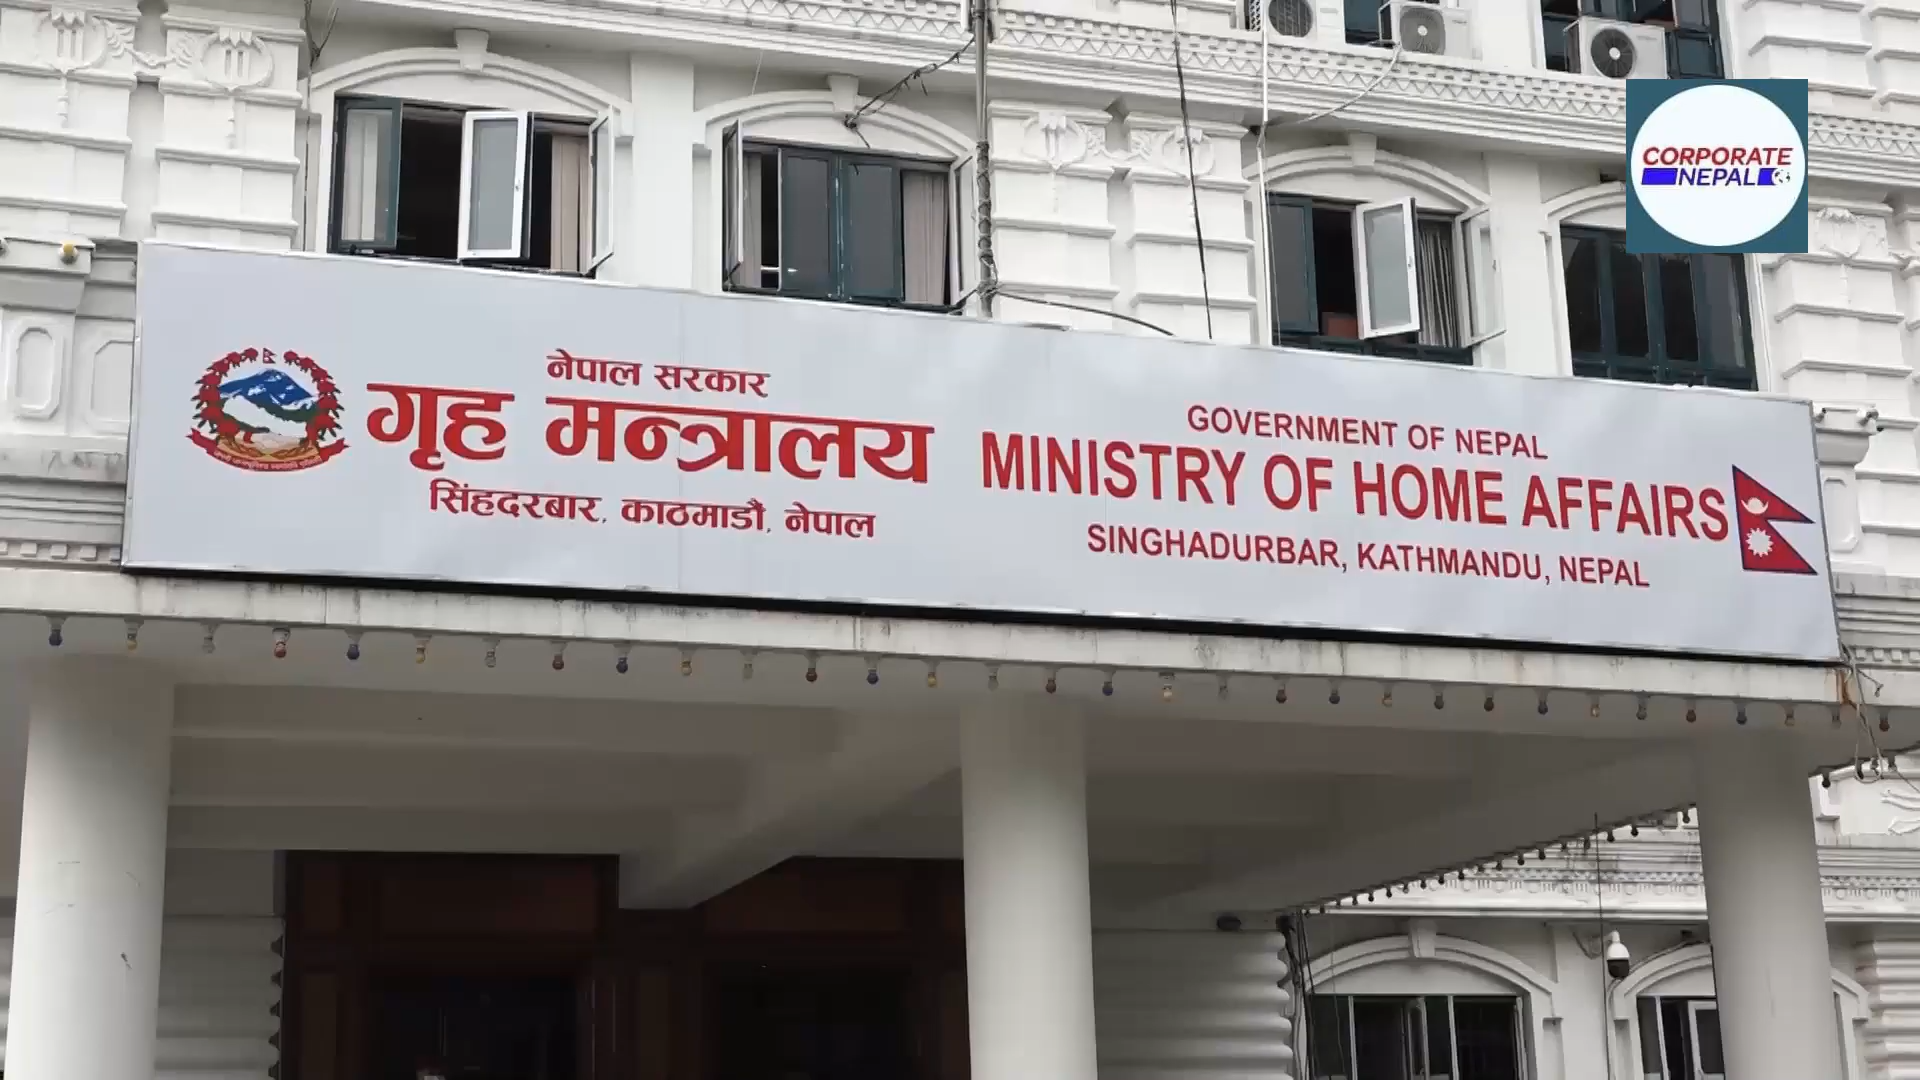 नेपाल सरकार
गृह मन्त्रालय
सिंहदरबार, काठमाडौं, नेपाल
GOVERNMENT OF NEPAL
MINISTRY OF HOME AFFAIRS
SINGHADURBAR, KATHMANDU, NEPAL
CORPORATE
NEPAL